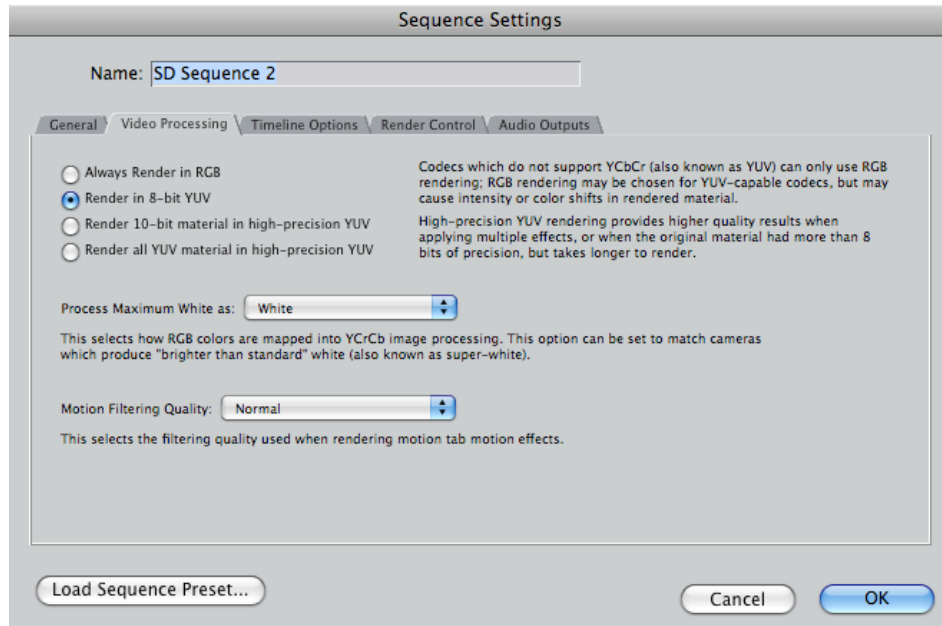 Sequence Settings
Name: SD Sequence 2
General Video Processing Timeline Options Render Control Audio Outputs
Always Render in RGB
Render in 8-bit YUV
Render 10-bit material in high-precision YUV
Render all YUV material in high-precision YUV
Codecs which do not support YCbCr (also known as YUV) can only use RGB
rendering; RGB rendering may be chosen for YUV-capable codecs, but may
cause intensity or color shifts in rendered material.
High-precision YUV rendering provides higher quality results when
applying multiple effects, or when the original material had more than 8
bits of precision, but takes longer to render.
Process Maximum White as: White
This selects how RGB colors are mapped into YCrCb image processing. This option can be set to match cameras
which produce "brighter than standard" white (also known as super-white).
Motion Filtering Quality: Normal
This selects the filtering quality used when rendering motion tab motion effects.
Load Sequence Preset...
Cancel OK